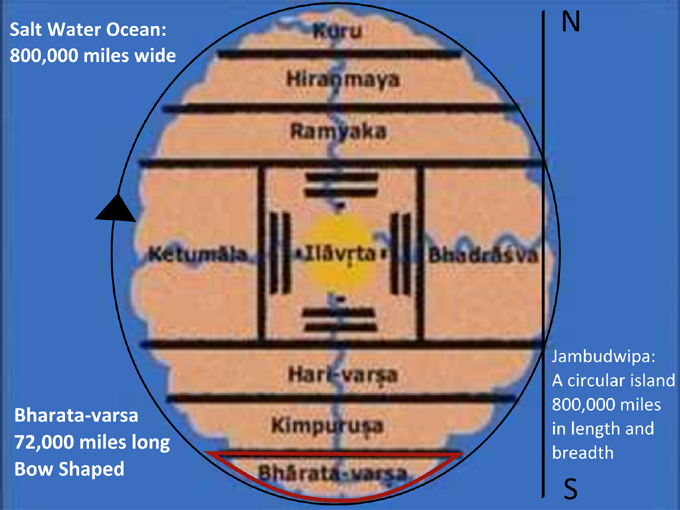 Salt Water Ocean:
800,000 miles wide
N
Kuru
Hiraṇmaya
Ramyaka
Ketumāla
Ilāvṛta
Bhadrāśva
Hari-varṣa
Kimpuruṣa
Bhārata-varṣa
Jambudwipa:
A circular island
800,000 miles
in length and
breadth
Bharata-varsa
72,000 miles long
Bow Shaped
S